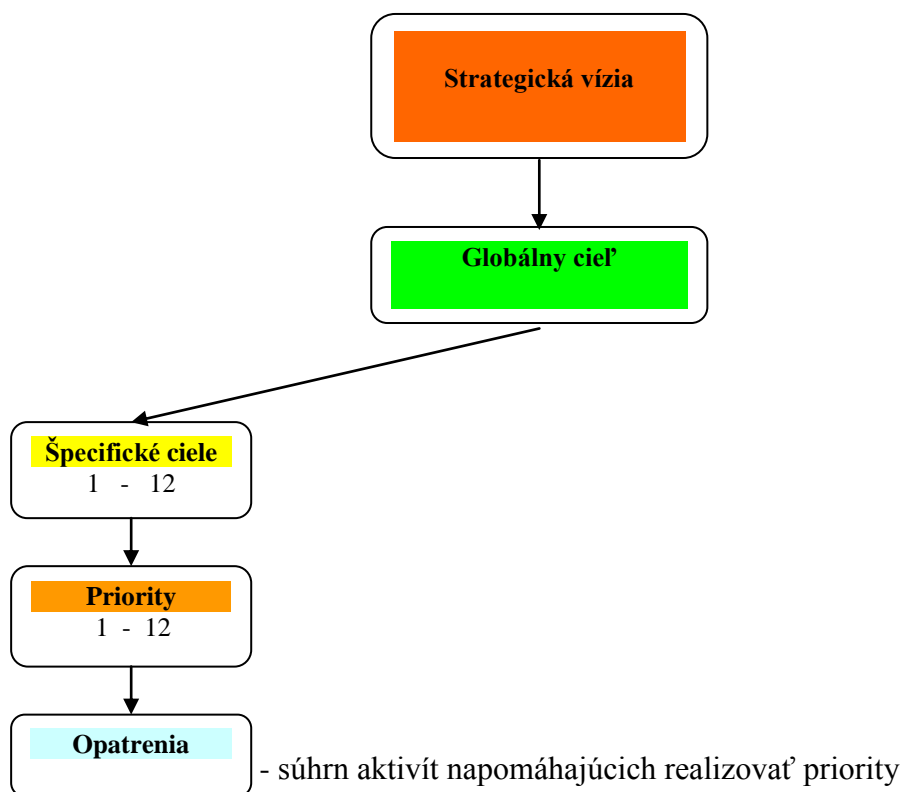 Strategická vízia
Globálny cieľ
Špecifické ciele
1 - 12
Priority
1 - 12
Opatrenia
- súhrn aktivít napomáhajúcich realizovať priority